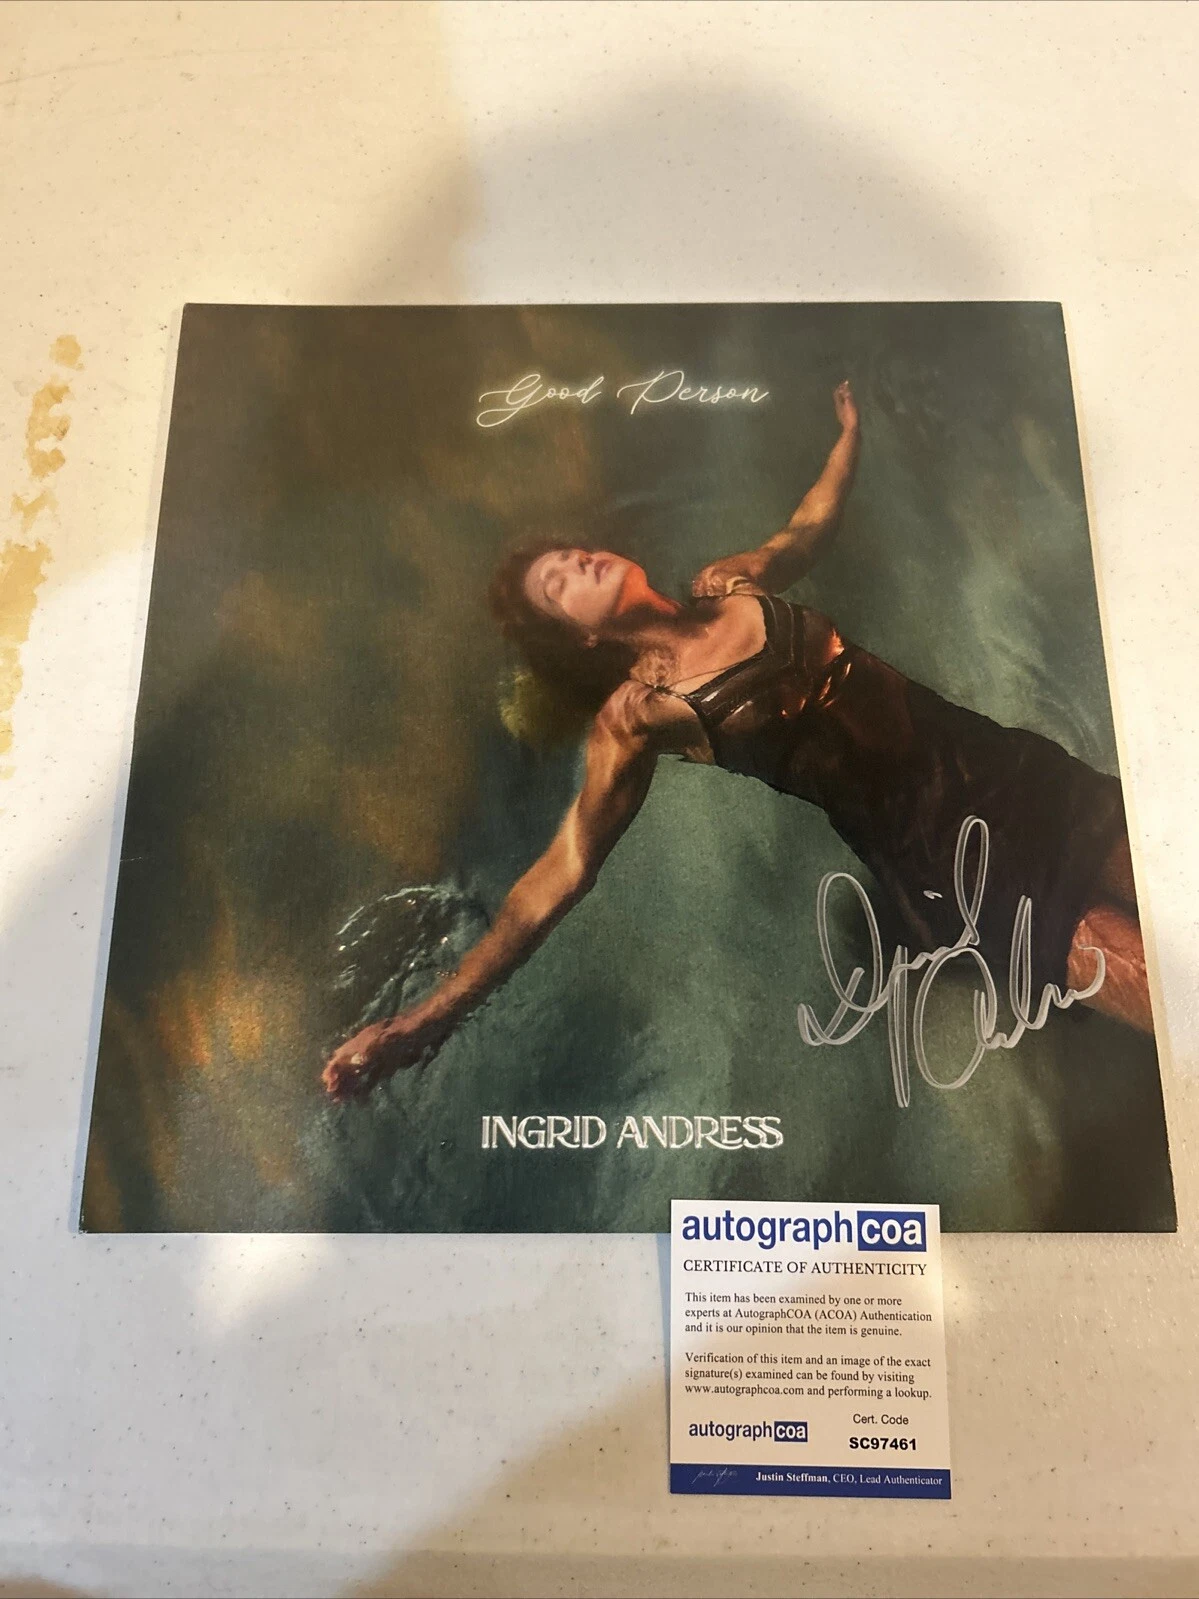 Good Person
INGRID ANDRESS
autographcoa
CERTIFICATE OF AUTHENTICITY
This item has been examined by one or more
experts at AutographCOA (ACOA) Authentication
and it is our opinion that the item is genuine.
Verification of this item and an image of the exact
signature(s) examined can be found by visiting
www.autographcoa.com and performing a lookup.
autographcoa
Cert. Code
SC97461
Justin Steffman, CEO, Lead Authenticator